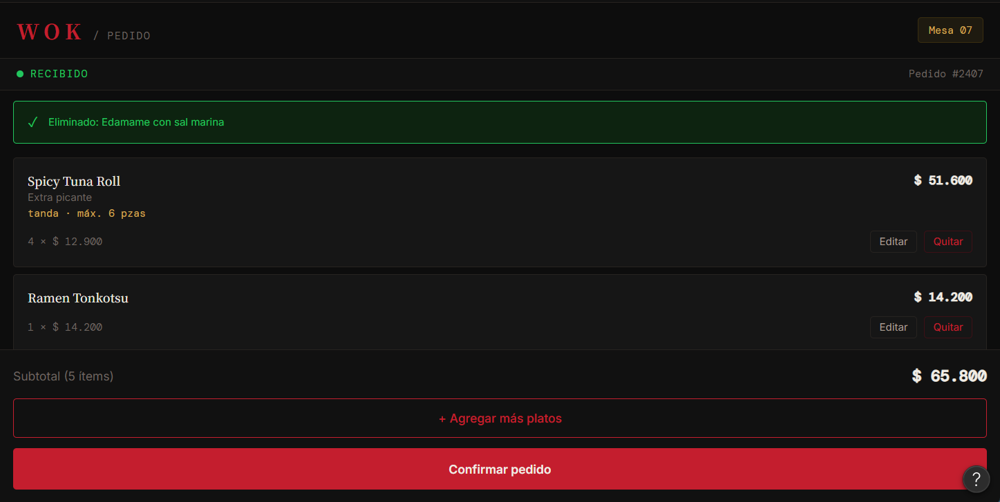 WOK / PEDIDO
Mesa 07
RECIBIDO
Pedido #2407
✓ Eliminado: Edamame con sal marina
Spicy Tuna Roll
$ 51.600
Extra picante
tanda · máx. 6 pzas
4 × $ 12.900
Editar
Quitar
Ramen Tonkotsu
$ 14.200
1 × $ 14.200
Editar
Quitar
Subtotal (5 ítems)
$ 65.800
+ Agregar más platos
Confirmar pedido
?